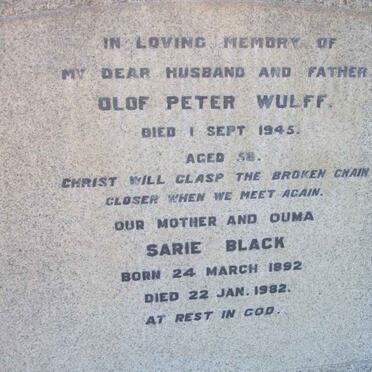 IN LOVING MEMORY OF
MY DEAR HUSBAND AND FATHER
OLOF PETER WULFF.
DIED 1 SEPT 1945.
AGED 58.
CHRIST WILL CLASP THE BROKEN CHAIN
CLOSER WHEN WE MEET AGAIN.
OUR MOTHER AND OUMA
SARIE BLACK
BORN 24 MARCH 1892
DIED 22 JAN. 1982.
AT REST IN GOD.